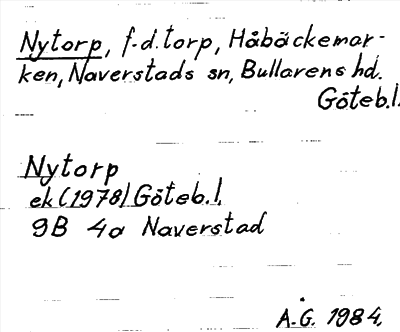 Nytorp, f.d.torp, Håbäckemar-
ken, Naverstads sn, Bullarens hd.
Göteb.l.
Nytorp
ek (1978) Göteb.l.
9B 4a Naverstad
A.G. 1984.